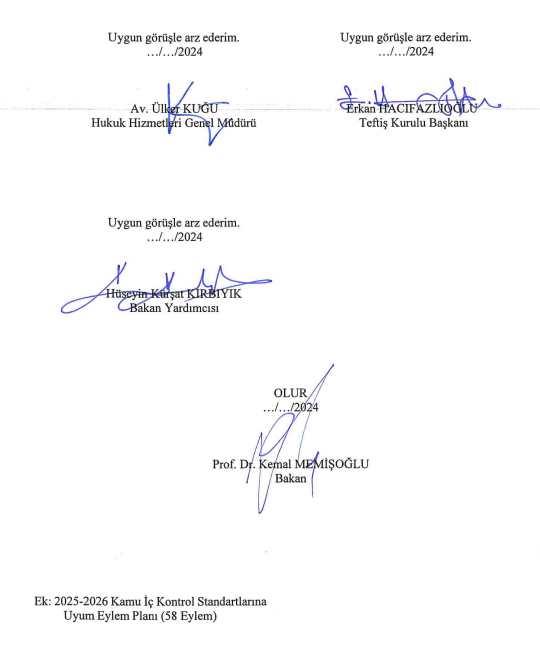 Uygun görüşle arz ederim.
…/…/2024
Av. Ülker KUĞU
Hukuk Hizmetleri Genel Müdürü
Uygun görüşle arz ederim.
…/…/2024
Erkan HACIFAZLIOĞLU
Teftiş Kurulu Başkanı
Uygun görüşle arz ederim.
…/…/2024
Hüseyin Kürşat KIRBIYIK
Bakan Yardımcısı
OLUR
…/…/2024
Prof. Dr. Kemal MEMİŞOĞLU
Bakan
Ek: 2025-2026 Kamu İç Kontrol Standartlarına
Uyum Eylem Planı (58 Eylem)